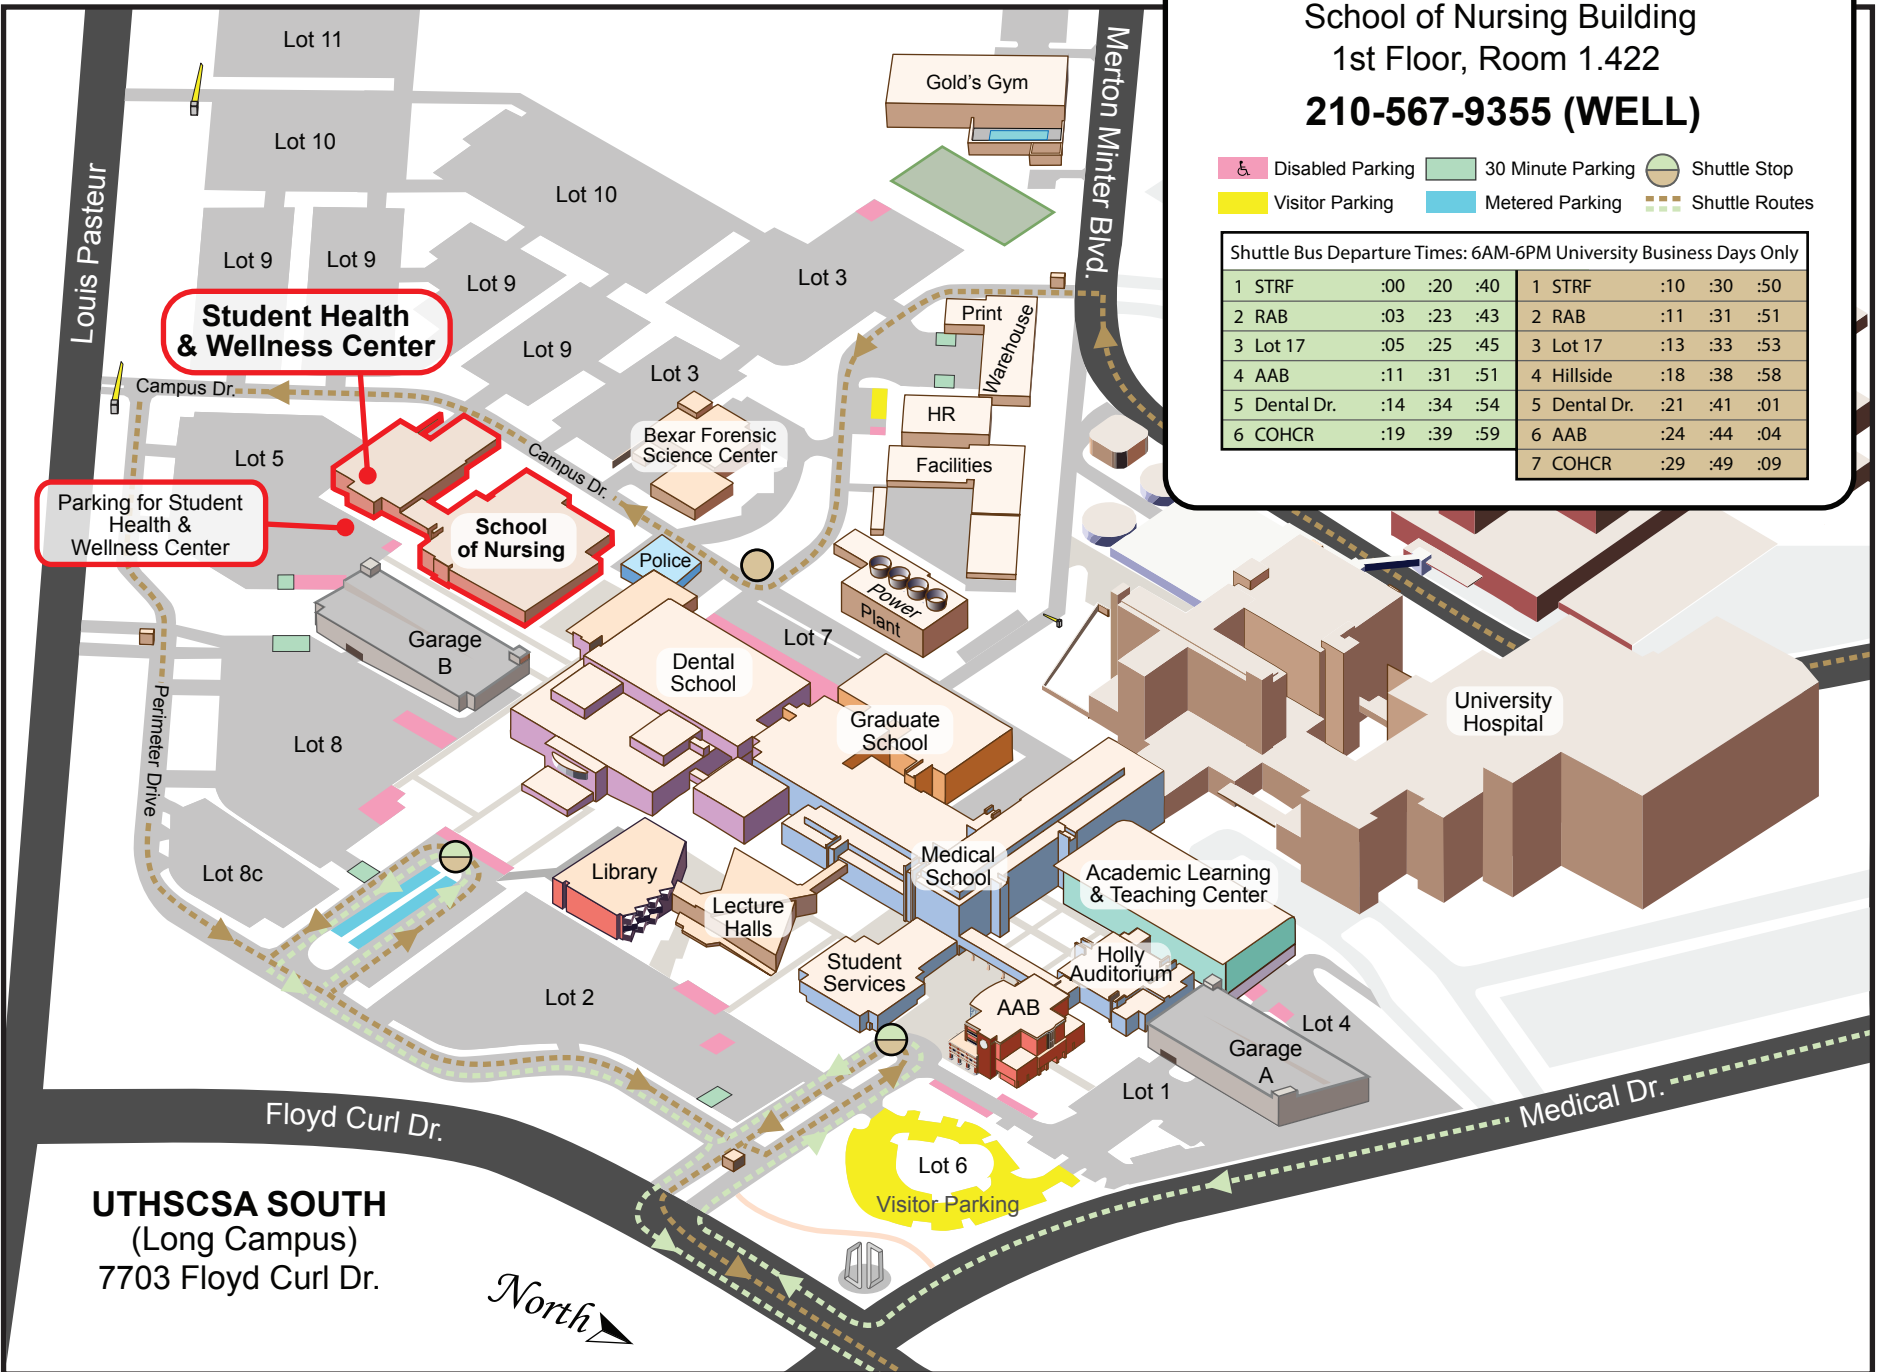 School of Nursing Building
1st Floor, Room 1.422
210-567-9355 (WELL)
Disabled Parking
30 Minute Parking
Shuttle Stop
Visitor Parking
Metered Parking
Shuttle Routes
Shuttle Bus Departure Times: 6AM-6PM University Business Days Only
1 STRF :00 :20 :40
2 RAB :03 :23 :43
3 Lot 17 :05 :25 :45
4 AAB :11 :31 :51
5 Dental Dr. :14 :34 :54
6 COHCR :19 :39 :59
1 STRF :10 :30 :50
2 RAB :11 :31 :51
3 Lot 17 :13 :33 :53
4 Hillside :18 :38 :58
5 Dental Dr. :21 :41 :01
6 AAB :24 :44 :04
7 COHCR :29 :49 :09
Lot 11
Merton Minter Blvd.
Gold's Gym
Lot 10
Lot 10
Louis Pasteur
Lot 9
Lot 9
Lot 9
Lot 3
Student Health
& Wellness Center
Print
Warehouse
Lot 9
Lot 3
Campus Dr.
HR
Bexar Forensic
Science Center
Lot 5
Campus Dr.
Facilities
Parking for Student
Health &
Wellness Center
School
of Nursing
Police
Power
Plant
Garage
B
Lot 7
Dental
School
Perimeter Drive
University
Hospital
Graduate
School
Lot 8
Lot 8c
Library
Medical
School
Academic Learning
& Teaching Center
Lecture
Halls
Student
Services
Holly
Auditorium
Lot 2
AAB
Lot 4
Garage
A
Lot 1
Medical Dr.
Floyd Curl Dr.
Lot 6
Visitor Parking
UTHSCSA SOUTH
(Long Campus)
7703 Floyd Curl Dr.
North